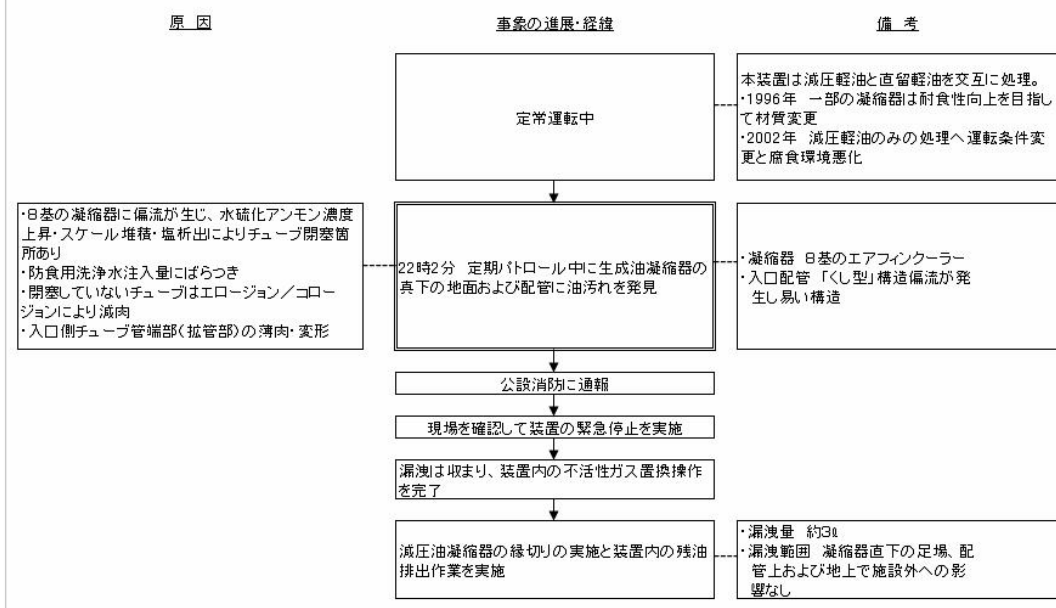 原 因
事象の進展・経緯
備 考
定常運転中
本装置は減圧軽油と直留軽油を交互に処理。
・1996年 一部の凝縮器は耐食性向上を目指し
て材質変更
・2002年 減圧軽油のみの処理へ運転条件変
更と腐食環境悪化
・8基の凝縮器に偏流が生じ、水硫化アンモン濃度
上昇・スケール堆積・塩析出によりチューブ閉塞箇
所あり
・防食用洗浄水注入量にばらつき
・閉塞していないチューブはエロージョン／コロー
ジョンにより減肉
・入口側チューブ管端部(拡管部)の薄肉・変形
22時2分 定期パトロール中に生成油凝縮器の
真下の地面および配管に油汚れを発見
・凝縮器 8基のエアフィンクーラー
・入口配管 「くし型」構造偏流が発
生し易い構造
公設消防に通報
現場を確認して装置の緊急停止を実施
漏洩は収まり、装置内の不活性ガス置換操作
を完了
減圧油凝縮器の縁切りの実施と装置内の残油
排出作業を実施
・漏洩量 約3ℓ
・漏洩範囲 凝縮器直下の足場、配
管上および地上で施設外への影
響なし